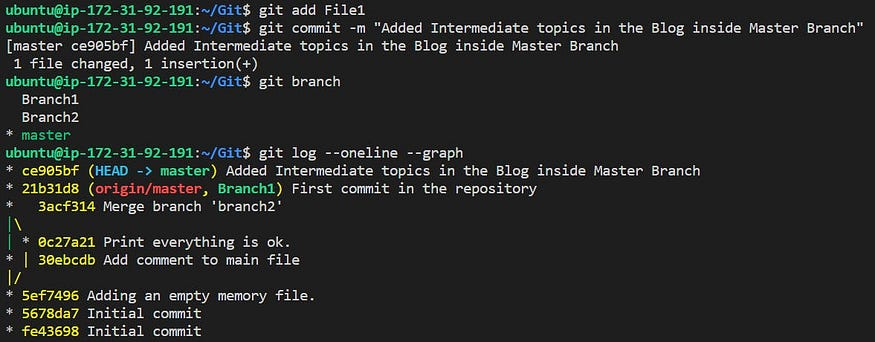 ubuntu@ip-172-31-92-191:~/Git$ git add File1
ubuntu@ip-172-31-92-191:~/Git$ git commit -m "Added Intermediate topics in the Blog inside Master Branch"
[master ce905bf] Added Intermediate topics in the Blog inside Master Branch
 1 file changed, 1 insertion(+)
ubuntu@ip-172-31-92-191:~/Git$ git branch
  Branch1
  Branch2
* master
ubuntu@ip-172-31-92-191:~/Git$ git log --oneline --graph
* ce905bf (HEAD -> master) Added Intermediate topics in the Blog inside Master Branch
* 21b31d8 (origin/master, Branch1) First commit in the repository
*   3acf314 Merge branch 'branch2'
|\
| * 0c27a21 Print everything is ok.
* | 30ebcdb Add comment to main file
|/
* 5ef7496 Adding an empty memory file.
* 5678da7 Initial commit
* fe43698 Initial commit